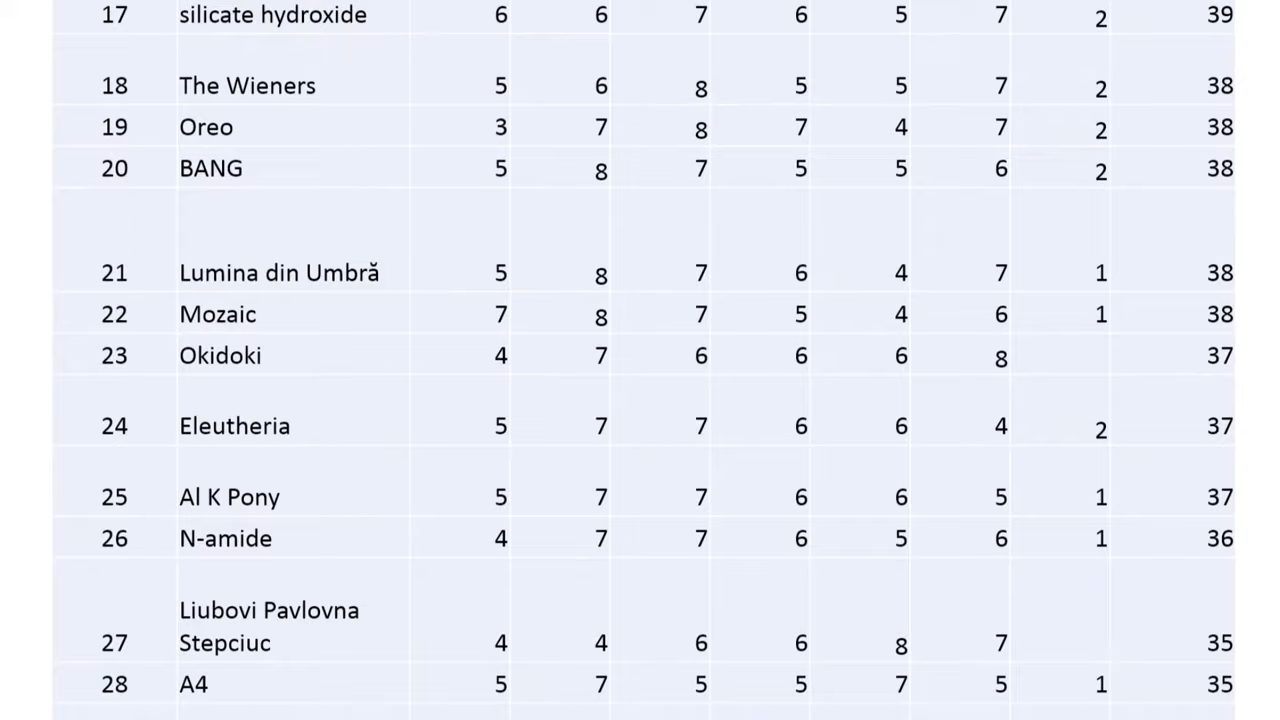 17 silicate hydroxide 6 6 7 6 5 7 2 39
18 The Wieners 5 6 8 5 5 7 2 38
19 Oreo 3 7 8 7 4 7 2 38
20 BANG 5 8 7 5 5 6 2 38
21 Lumina din Umbră 5 8 7 6 4 7 1 38
22 Mozaic 7 8 7 5 4 6 1 38
23 Okidoki 4 7 6 6 6 8 37
24 Eleutheria 5 7 7 6 6 4 2 37
25 Al K Pony 5 7 7 6 6 5 1 37
26 N-amide 4 7 7 6 5 6 1 36
Liubovi Pavlovna
27 Stepciuc 4 4 6 6 8 7 35
28 A4 5 7 5 5 7 5 1 35